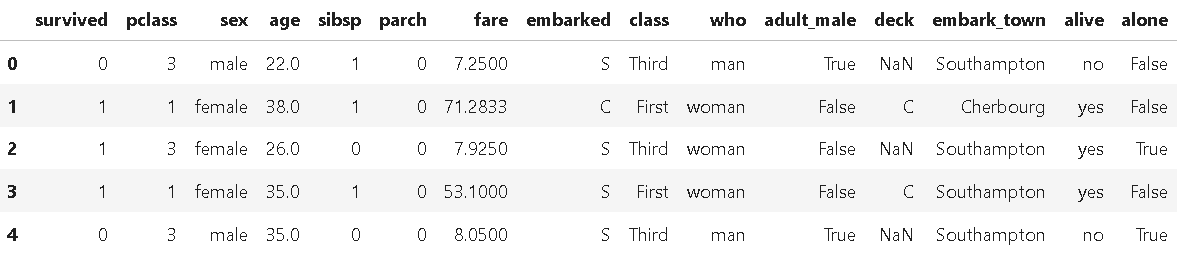 survived pclass sex age sibsp parch fare embarked class who adult_male deck embark_town alive alone
0 0 3 male 22.0 1 0 7.2500 S Third man True NaN Southampton no False
1 1 1 female 38.0 1 0 71.2833 C First woman False C Cherbourg yes False
2 1 3 female 26.0 0 0 7.9250 S Third woman False NaN Southampton yes True
3 1 1 female 35.0 1 0 53.1000 S First woman False C Southampton yes False
4 0 3 male 35.0 0 0 8.0500 S Third man True NaN Southampton no True